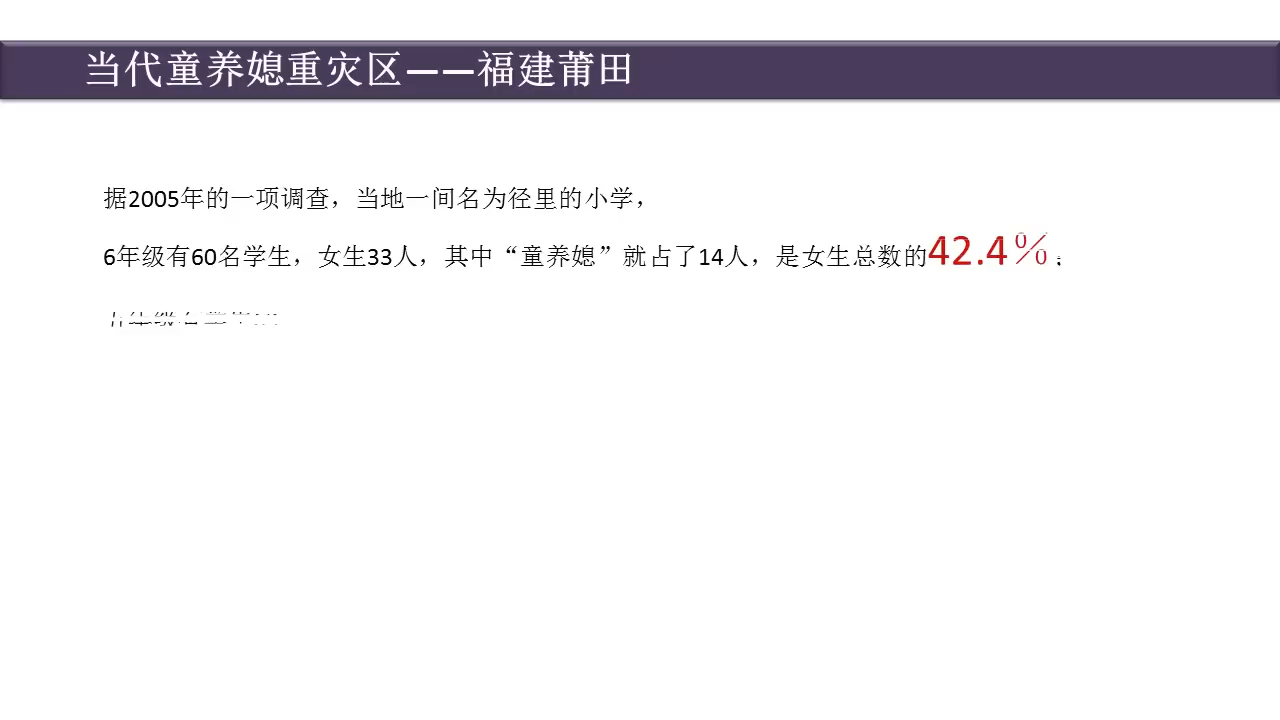 当代童养媳重灾区——福建莆田
据2005年的一项调查，当地一间名为径里的小学，
6年级有60名学生，女生33人，其中“童养媳”就占了14人，是女生总数的42.4％；